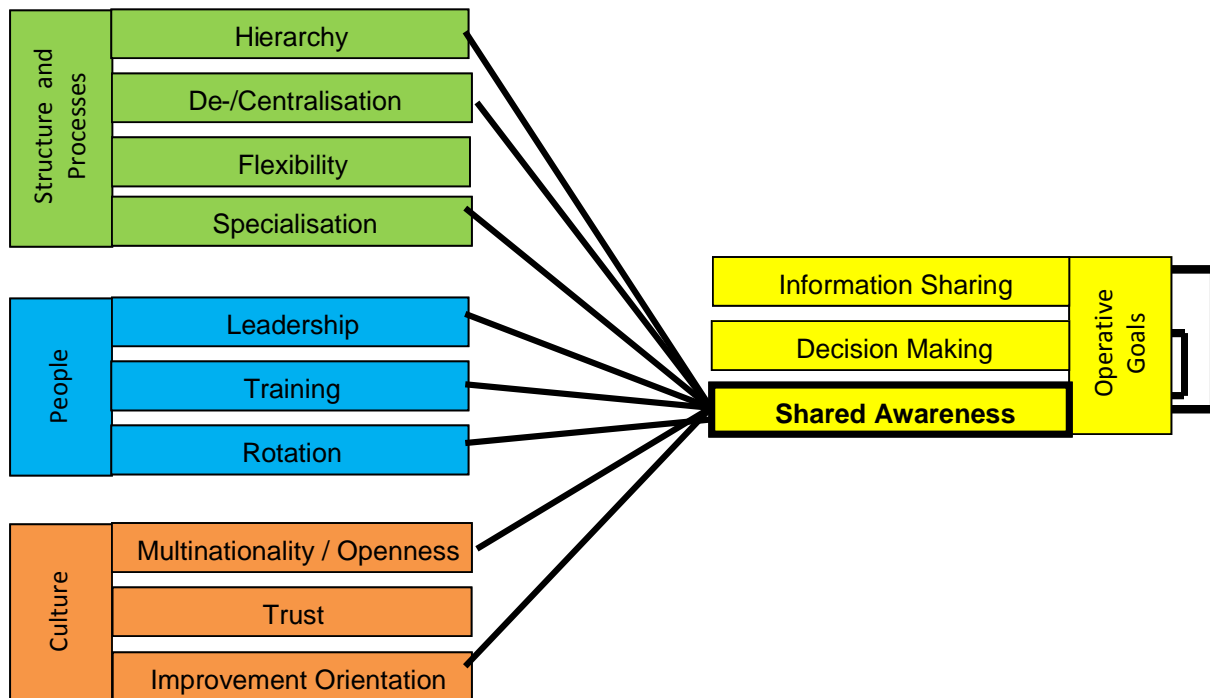 Structure and
Processes
Hierarchy
De-/Centralisation
Flexibility
Specialisation
People
Leadership
Training
Rotation
Culture
Multinationality / Openness
Trust
Improvement Orientation
Information Sharing
Decision Making
Shared Awareness
Operative
Goals